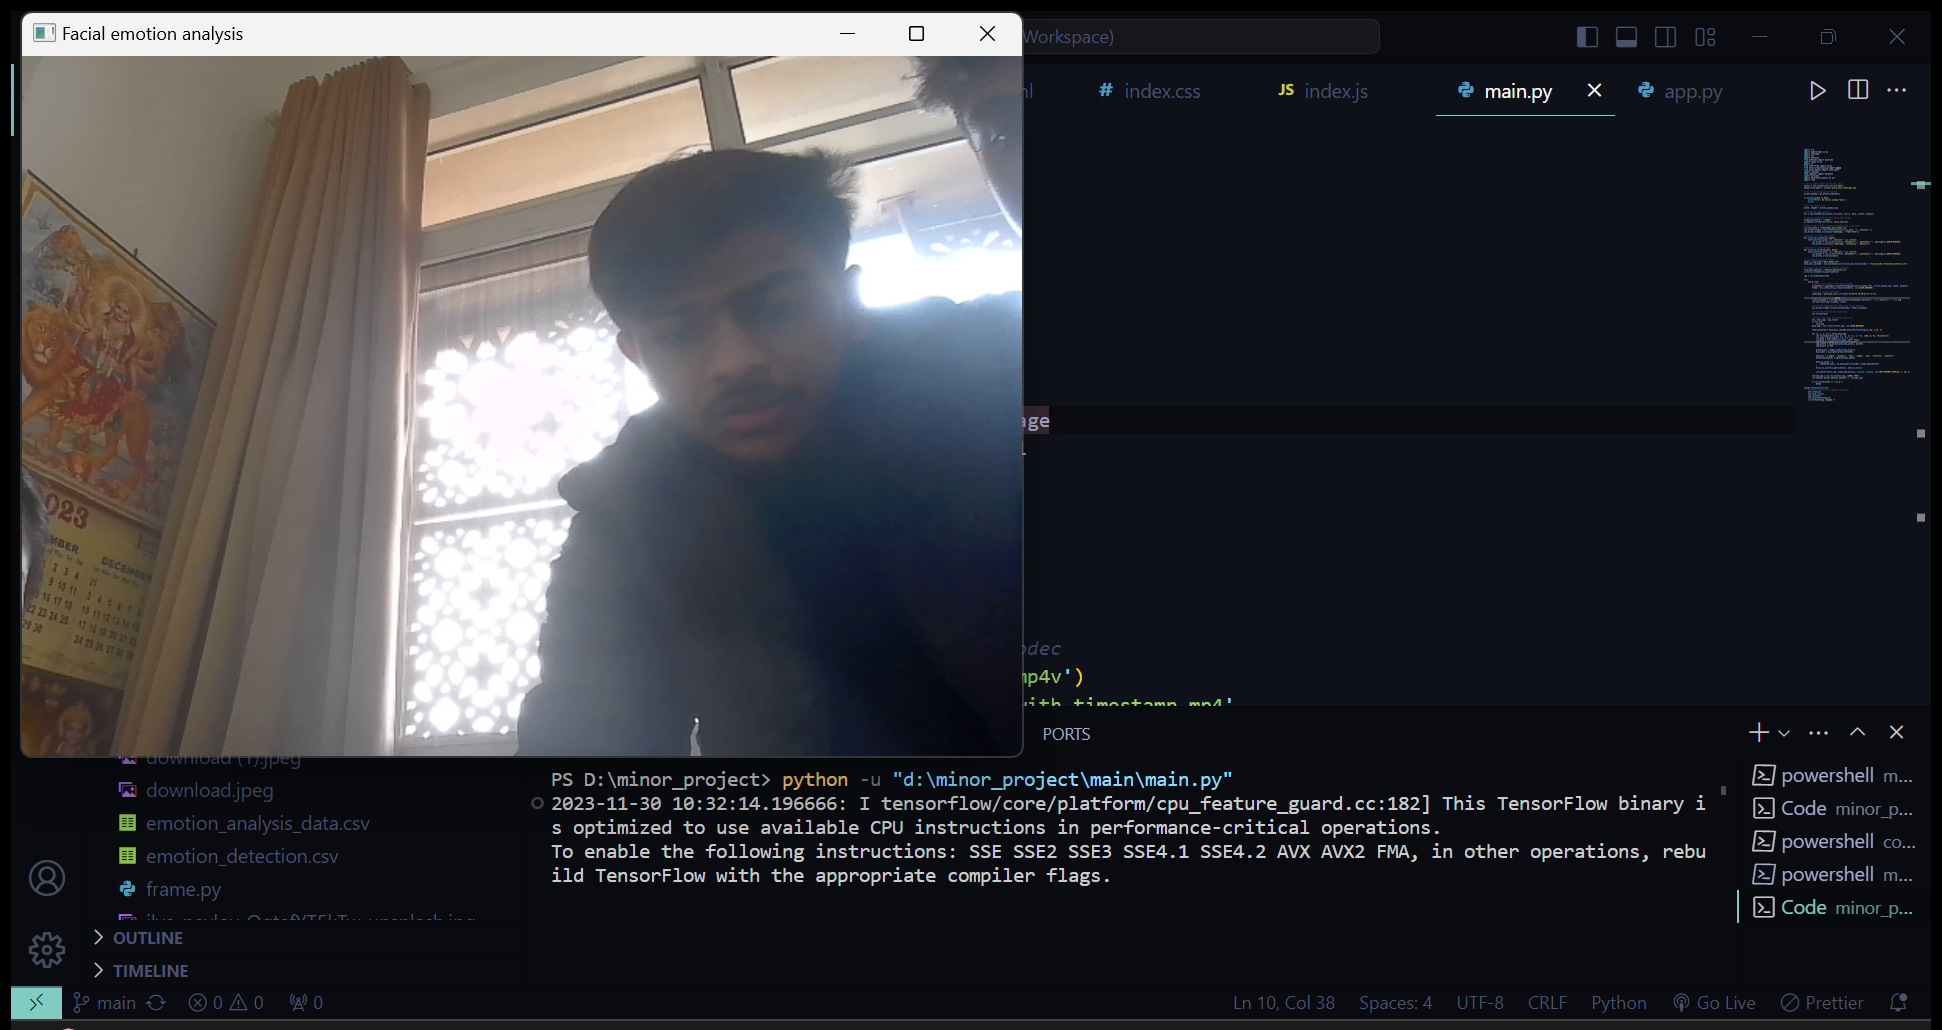 Facial emotion analysis
Workspace)
index.css
JS index.js
main.py
app.py
2023
DECEMBER
age
mp4v')
with_timestamp.mp4'
PORTS
download (1).jpeg
download.jpeg
emotion_analysis_data.csv
emotion_detection.csv
frame.py
OUTLINE
TIMELINE
PS D:\minor_project> python -u "d:\minor_project\main\main.py"
2023-11-30 10:32:14.196666: I tensorflow/core/platform/cpu_feature_guard.cc:182] This TensorFlow binary i
s optimized to use available CPU instructions in performance-critical operations.
To enable the following instructions: SSE SSE2 SSE3 SSE4.1 SSE4.2 AVX AVX2 FMA, in other operations, rebu
ild TensorFlow with the appropriate compiler flags.
powershell m...
Code minor_p...
powershell co...
powershell m...
Code minor_p...
main 0 0 0
Ln 10, Col 38 Spaces: 4 UTF-8 CRLF Python Go Live Prettier